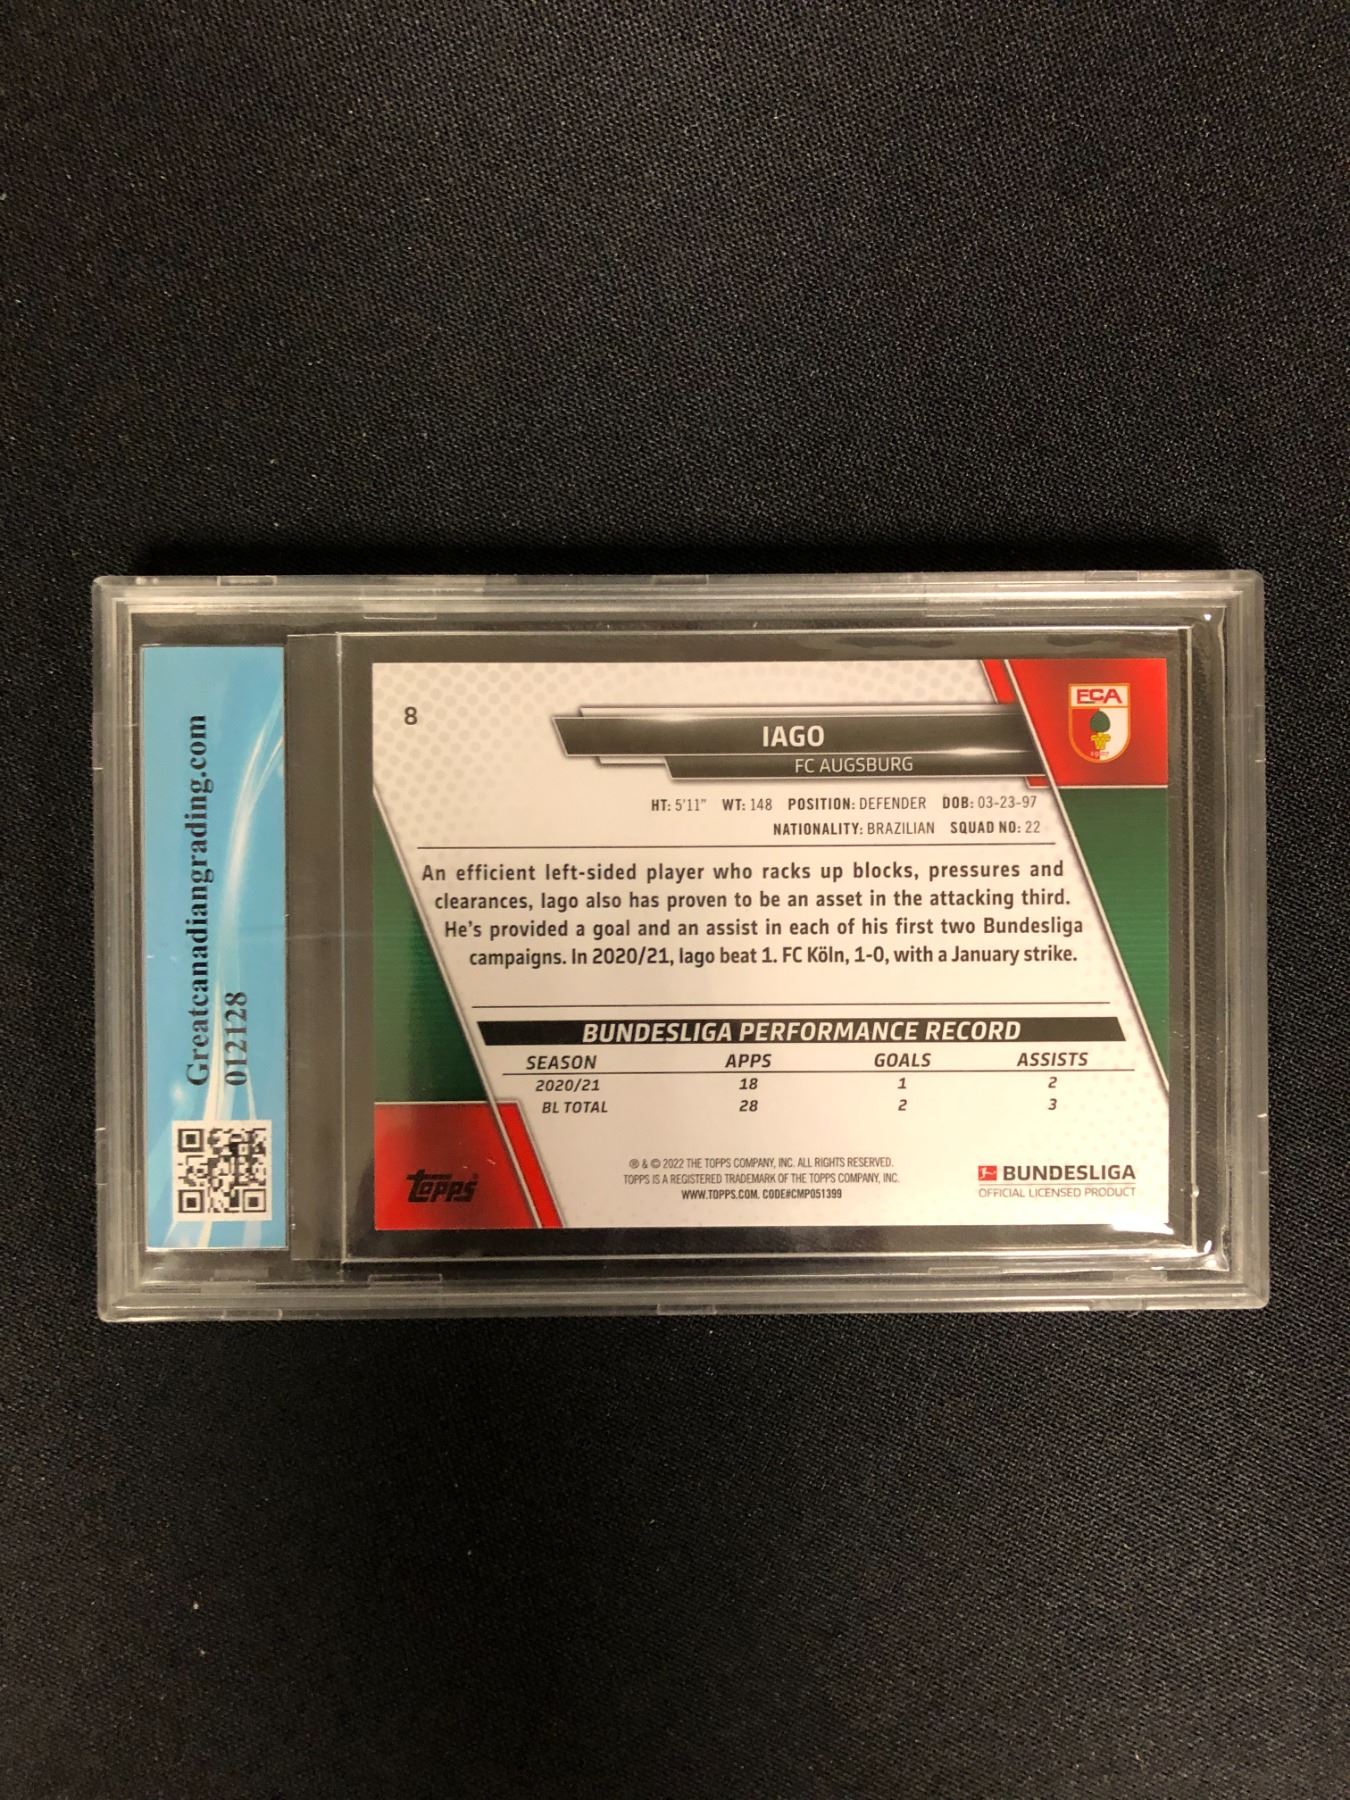 Greatcanadiangrading.com
012128
8
IAGO
FC AUGSBURG
FCA
1907
HT: 5'11" WT: 148 POSITION: DEFENDER DOB: 03-23-97
NATIONALITY: BRAZILIAN SQUAD NO: 22
An efficient left-sided player who racks up blocks, pressures and
clearances, Iago also has proven to be an asset in the attacking third.
He's provided a goal and an assist in each of his first two Bundesliga
campaigns. In 2020/21, Iago beat 1. FC Köln, 1-0, with a January strike.
BUNDESLIGA PERFORMANCE RECORD
SEASON APPS GOALS ASSISTS
2020/21 18 1 2
BL TOTAL 28 2 3
topps
® & © 2022 THE TOPPS COMPANY, INC. ALL RIGHTS RESERVED.
TOPPS IS A REGISTERED TRADEMARK OF THE TOPPS COMPANY, INC.
WWW.TOPPS.COM. CODE#CMP051399
BUNDESLIGA
OFFICIAL LICENSED PRODUCT